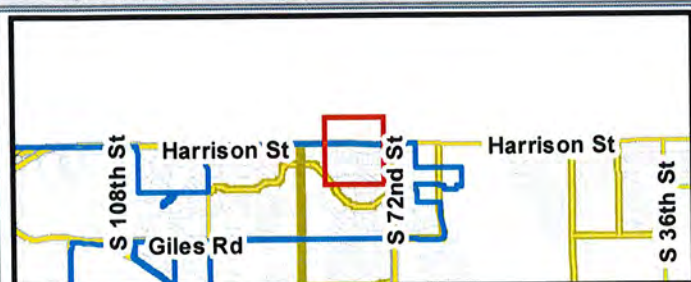 S 108th St
Harrison St
S 72nd St
Harrison St
S 36th St
Giles Rd